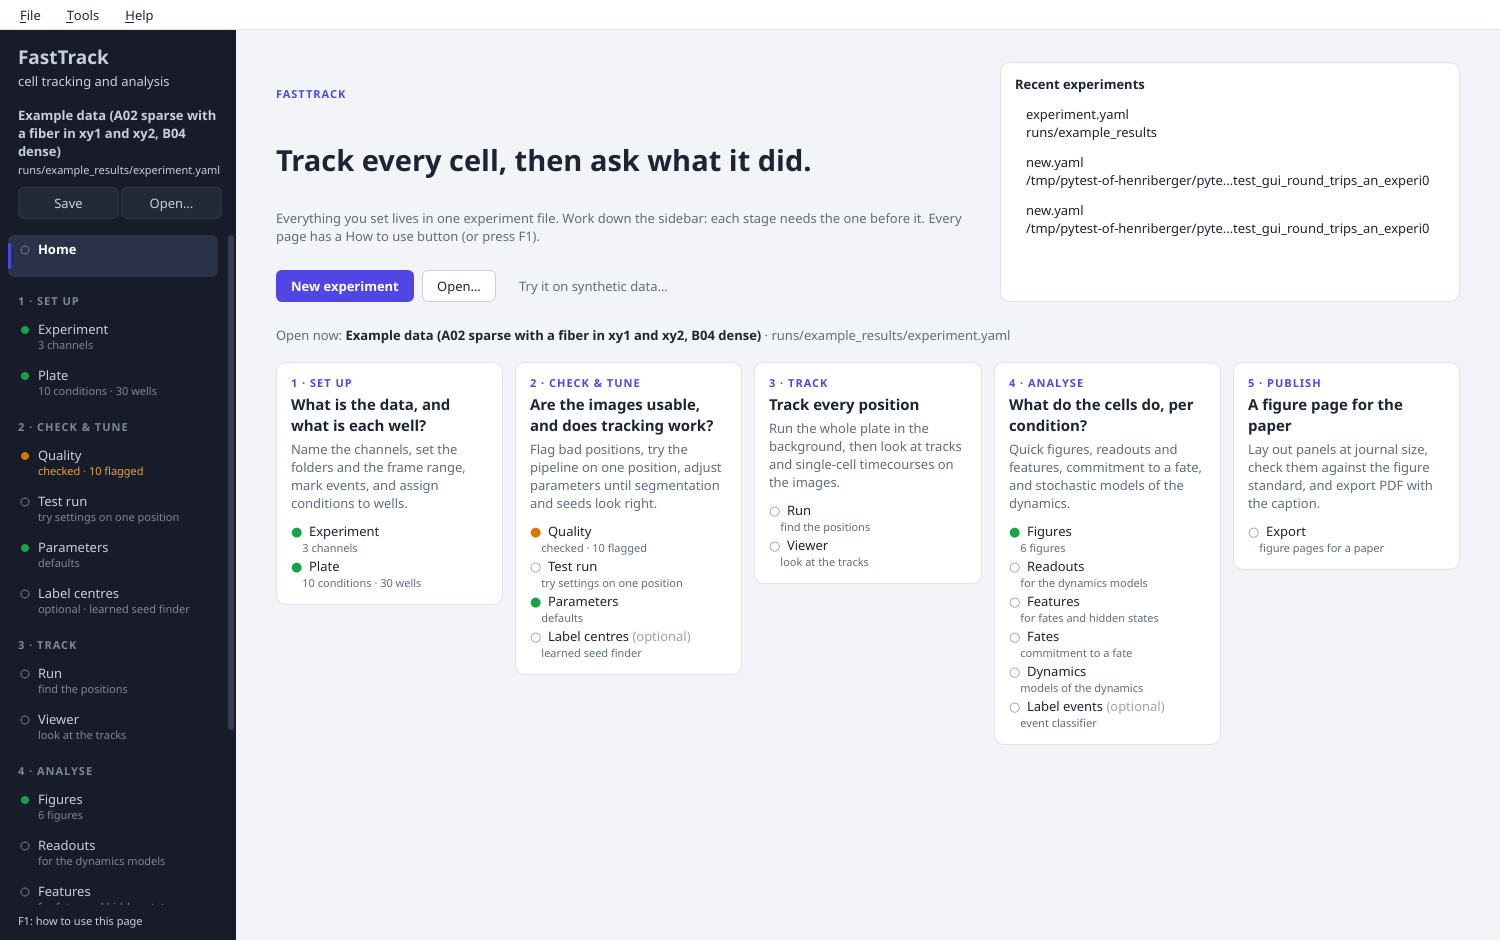 File Tools Help
FastTrack
cell tracking and analysis
Example data (A02 sparse with
a fiber in xy1 and xy2, B04
dense)
runs/example_results/experiment.yaml
Save Open...
Home
1 · SET UP
Experiment
3 channels
Plate
10 conditions · 30 wells
2 · CHECK & TUNE
Quality
checked · 10 flagged
Test run
try settings on one position
Parameters
defaults
Label centres
optional · learned seed finder
3 · TRACK
Run
find the positions
Viewer
look at the tracks
4 · ANALYSE
Figures
6 figures
Readouts
for the dynamics models
Features
F1: how to use this page
FASTTRACK
Track every cell, then ask what it did.
Everything you set lives in one experiment file. Work down the sidebar: each stage needs the one before it. Every
page has a How to use button (or press F1).
New experiment Open... Try it on synthetic data...
Recent experiments
experiment.yaml
runs/example_results
new.yaml
/tmp/pytest-of-henriberger/pyte...test_gui_round_trips_an_experi0
new.yaml
/tmp/pytest-of-henriberger/pyte...test_gui_round_trips_an_experi0
Open now: Example data (A02 sparse with a fiber in xy1 and xy2, B04 dense) · runs/example_results/experiment.yaml
1 · SET UP
What is the data, and
what is each well?
Name the channels, set the
folders and the frame range,
mark events, and assign
conditions to wells.
Experiment
3 channels
Plate
10 conditions · 30 wells
2 · CHECK & TUNE
Are the images usable,
and does tracking work?
Flag bad positions, try the
pipeline on one position, adjust
parameters until segmentation
and seeds look right.
Quality
checked · 10 flagged
Test run
try settings on one position
Parameters
defaults
Label centres (optional)
learned seed finder
3 · TRACK
Track every position
Run the whole plate in the
background, then look at tracks
and single-cell timecourses on
the images.
Run
find the positions
Viewer
look at the tracks
4 · ANALYSE
What do the cells do, per
condition?
Quick figures, readouts and
features, commitment to a fate,
and stochastic models of the
dynamics.
Figures
6 figures
Readouts
for the dynamics models
Features
for fates and hidden states
Fates
commitment to a fate
Dynamics
models of the dynamics
Label events (optional)
event classifier
5 · PUBLISH
A figure page for the
paper
Lay out panels at journal size,
check them against the figure
standard, and export PDF with
the caption.
Export
figure pages for a paper